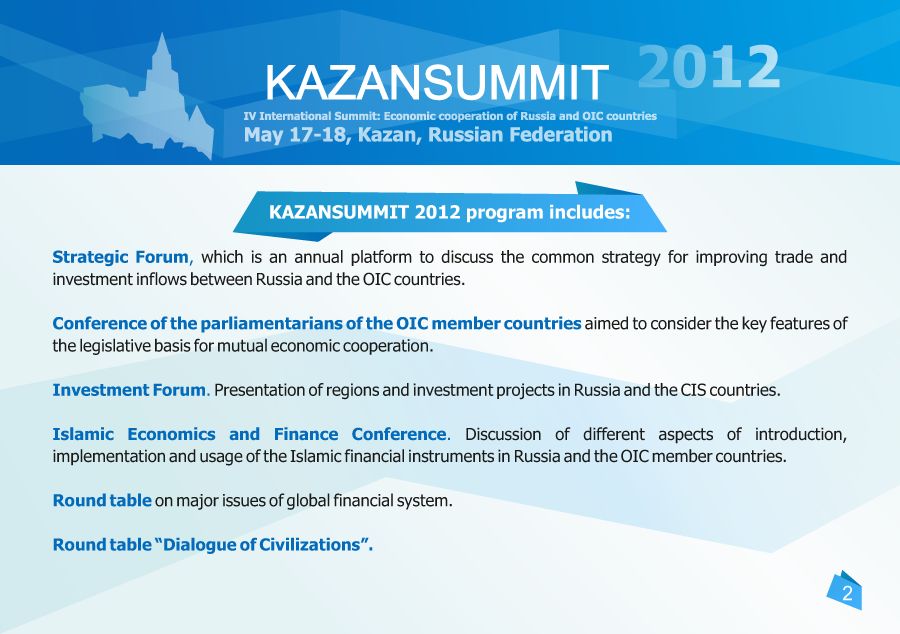 KAZANSUMMIT 2012
IV International Summit: Economic cooperation of Russia and OIC countries
May 17-18, Kazan, Russian Federation
KAZANSUMMIT 2012 program includes:
Strategic Forum, which is an annual platform to discuss the common strategy for improving trade and
investment inflows between Russia and the OIC countries.
Conference of the parliamentarians of the OIC member countries aimed to consider the key features of
the legislative basis for mutual economic cooperation.
Investment Forum. Presentation of regions and investment projects in Russia and the CIS countries.
Islamic Economics and Finance Conference. Discussion of different aspects of introduction,
implementation and usage of the Islamic financial instruments in Russia and the OIC member countries.
Round table on major issues of global financial system.
Round table “Dialogue of Civilizations”.
2